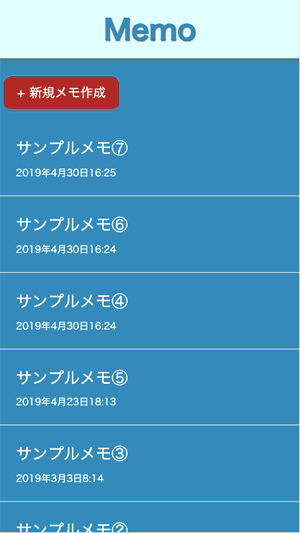 Memo
+ 新規メモ作成
サンプルメモ⑦
2019年4月30日16:25
サンプルメモ⑥
2019年4月30日16:24
サンプルメモ④
2019年4月30日16:24
サンプルメモ⑤
2019年4月23日18:13
サンプルメモ③
2019年3月3日8:14
サンプルメモ②